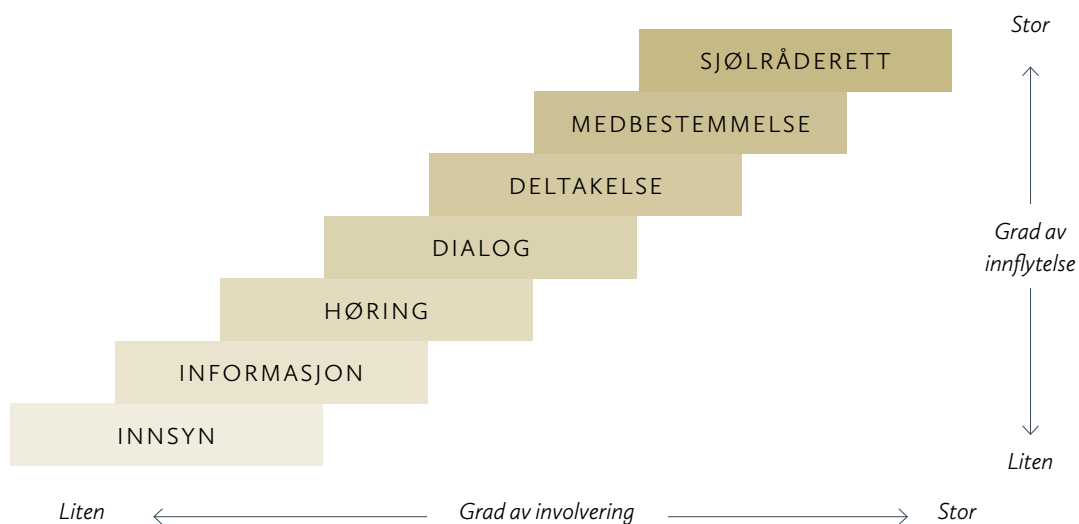 Stor
SJØLRÅDERETT
MEDBESTEMMELSE
DELTAKELSE
Grad av
innflytelse
DIALOG
HØRING
INFORMASJON
INNSYN
Liten
Liten Grad av involvering Stor